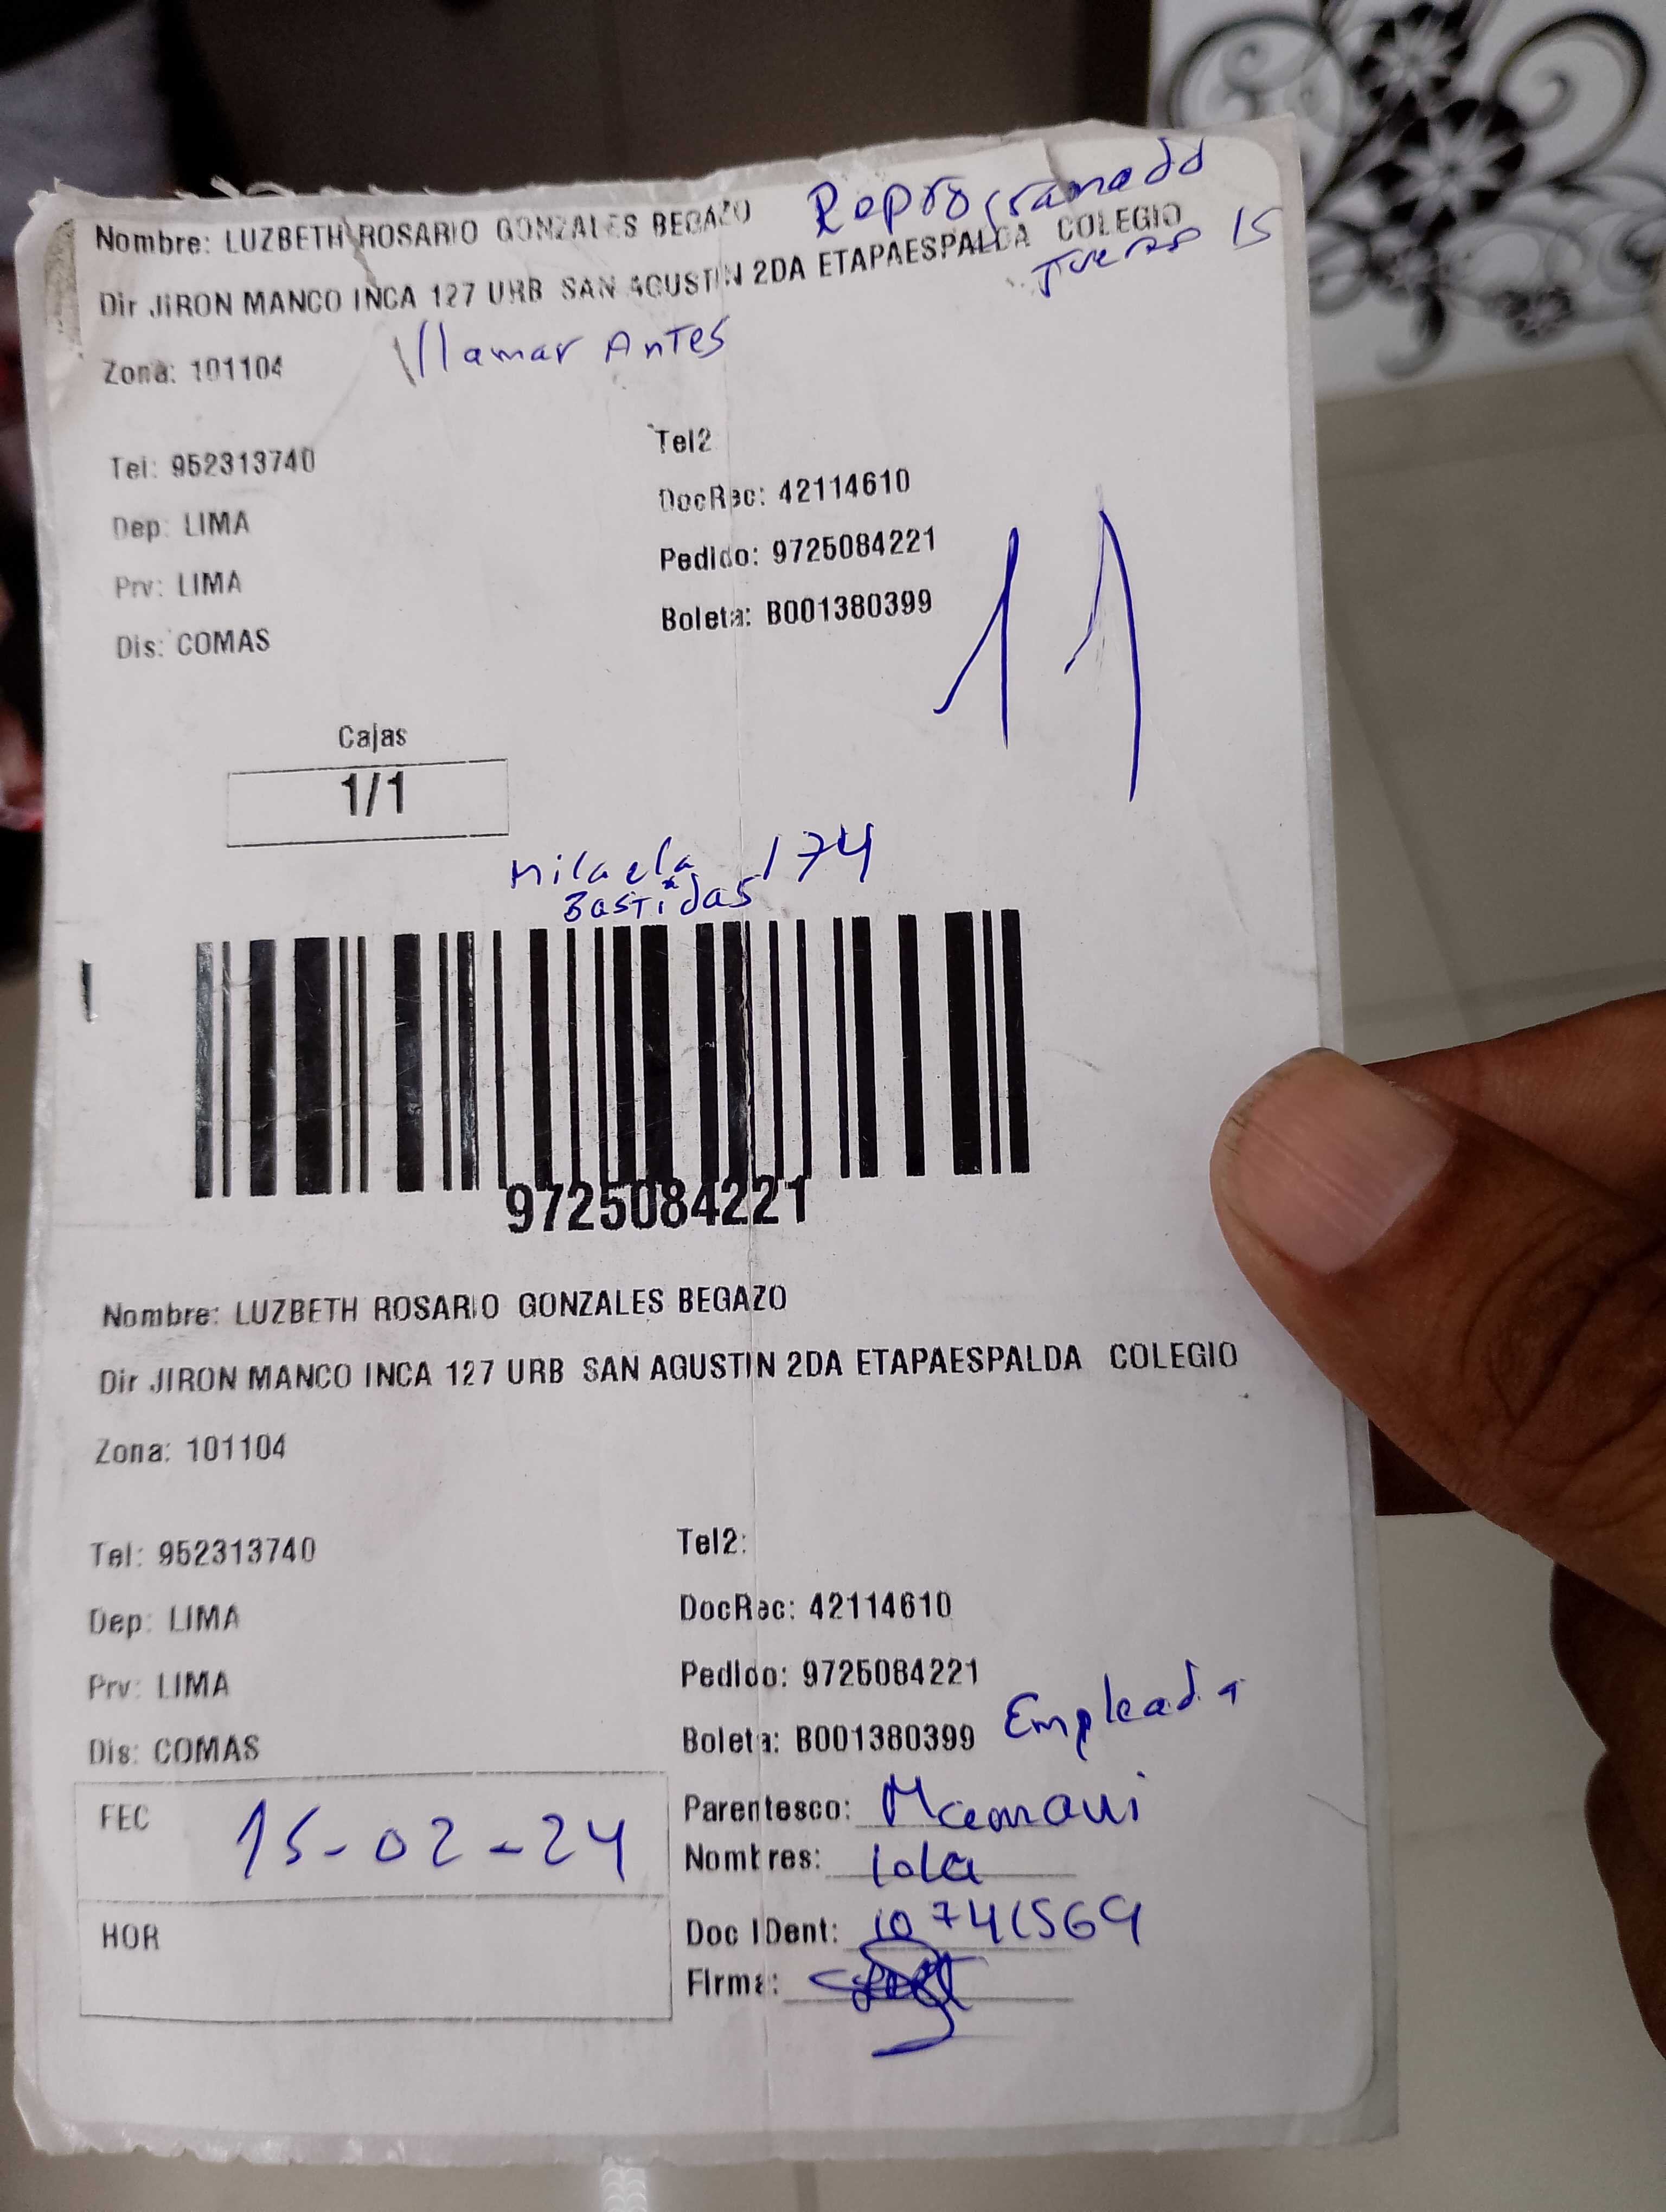 Reprogramado
Nombre: LUZBETH ROSARIO GONZALES BEGAZO
Dir JIRON MANCO INCA 127 URB SAN AGUSTIN 2DA ETAPAESPALDA COLEGIO
15
Zona: 101104
llamar Antes
Tel: 952313740
Tel2
Dep: LIMA
DocRec: 42114610
Prv: LIMA
Pedido: 9725084221
Dis: COMAS
Boleta: B001380399
11
Cajas
1/1
Micaela 174
Bastidas
9725084221
Nombre: LUZBETH ROSARIO GONZALES BEGAZO
Dir JIRON MANCO INCA 127 URB SAN AGUSTIN 2DA ETAPAESPALDA COLEGIO
Zona: 101104
Tel: 952313740
Tel2:
Dep: LIMA
DocRec: 42114610
Prv: LIMA
Pedido: 9725084221
Dis: COMAS
Boleta: B001380399
Empleada
FEC 15-02-24
Parentesco: Mamani
Nombres: lola
HOR
Doc IDent:
Firma: